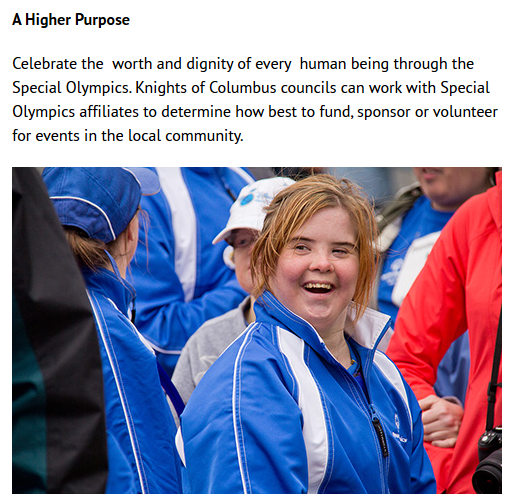 A Higher Purpose
Celebrate the  worth and dignity of every  human being through the
Special Olympics. Knights of Columbus councils can work with Special
Olympics affiliates to determine how best to fund, sponsor or volunteer
for events in the local community.